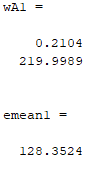 wA1 =
0.2104
219.9989
emean1 =
128.3524